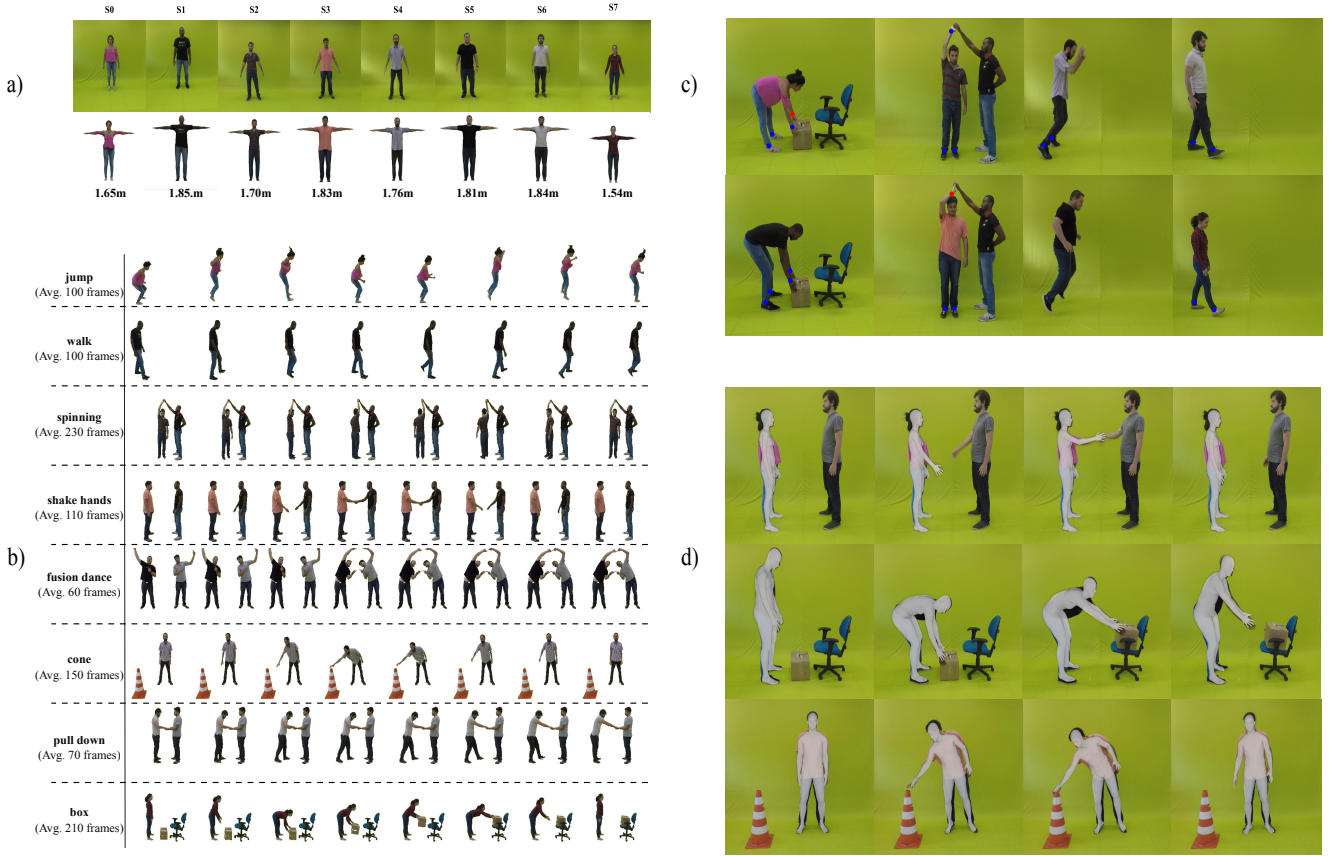 a)
S0 S1 S2 S3 S4 S5 S6 S7
1.65m 1.85.m 1.70m 1.83m 1.76m 1.81m 1.84m 1.54m
b)
jump
(Avg. 100 frames)
walk
(Avg. 100 frames)
spinning
(Avg. 230 frames)
shake hands
(Avg. 110 frames)
fusion dance
(Avg. 60 frames)
cone
(Avg. 150 frames)
pull down
(Avg. 70 frames)
box
(Avg. 210 frames)
c)
d)